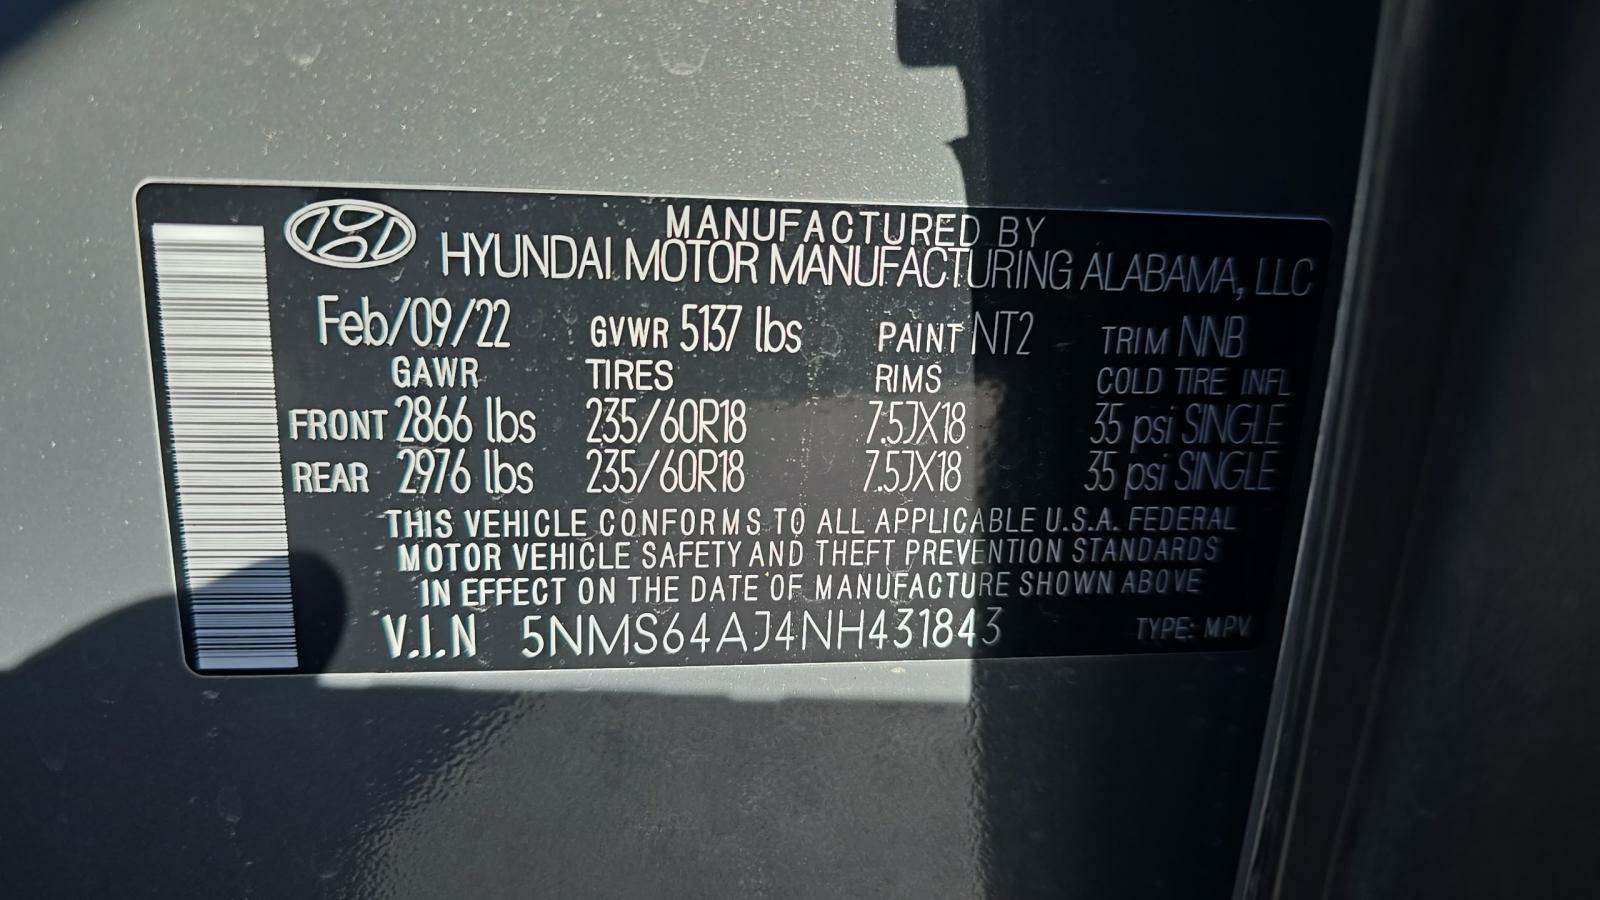 MANUFACTURED BY
HYUNDAI MOTOR MANUFACTURING ALABAMA, LLC
Feb/09/22 GVWR 5137 lbs PAINT NT2 TRIM NNB
GAWR TIRES RIMS COLD TIRE INFL
FRONT 2866 lbs 235/60R18 7.5JX18 35 psi SINGLE
REAR 2976 lbs 235/60R18 7.5JX18 35 psi SINGLE
THIS VEHICLE CONFORMS TO ALL APPLICABLE U.S.A. FEDERAL
MOTOR VEHICLE SAFETY AND THEFT PREVENTION STANDARDS
IN EFFECT ON THE DATE OF MANUFACTURE SHOWN ABOVE
V.I.N 5NMS64AJ4NH431843 TYPE: MPV